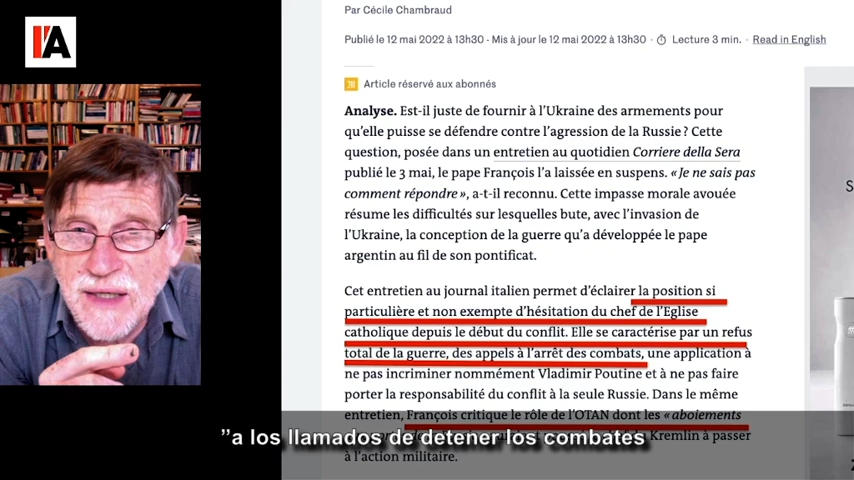 I'A
Par Cécile Chambraud
Publié le 12 mai 2022 à 13h30 - Mis à jour le 12 mai 2022 à 13h30 · Lecture 3 min. · Read in English
Article réservé aux abonnés
Analyse. Est-il juste de fournir à l'Ukraine des armements pour
qu'elle puisse se défendre contre l'agression de la Russie ? Cette
question, posée dans un entretien au quotidien Corriere della Sera
publié le 3 mai, le pape François l'a laissée en suspens. « Je ne sais pas
comment répondre », a-t-il reconnu. Cette impasse morale avouée
résume les difficultés sur lesquelles bute, avec l'invasion de
l'Ukraine, la conception de la guerre qu'a développée le pape
argentin au fil de son pontificat.
Cet entretien au journal italien permet d'éclairer la position si
particulière et non exempte d'hésitation du chef de l'Eglise
catholique depuis le début du conflit. Elle se caractérise par un refus
total de la guerre, des appels à l'arrêt des combats, une application à
ne pas incriminer nommément Vladimir Poutine et à ne pas faire
porter la responsabilité du conflit à la seule Russie. Dans le même
entretien, François critique le rôle de l'OTAN dont les « aboiements
Kremlin à passer
à l'action militaire.
"a los llamados de detener los combates